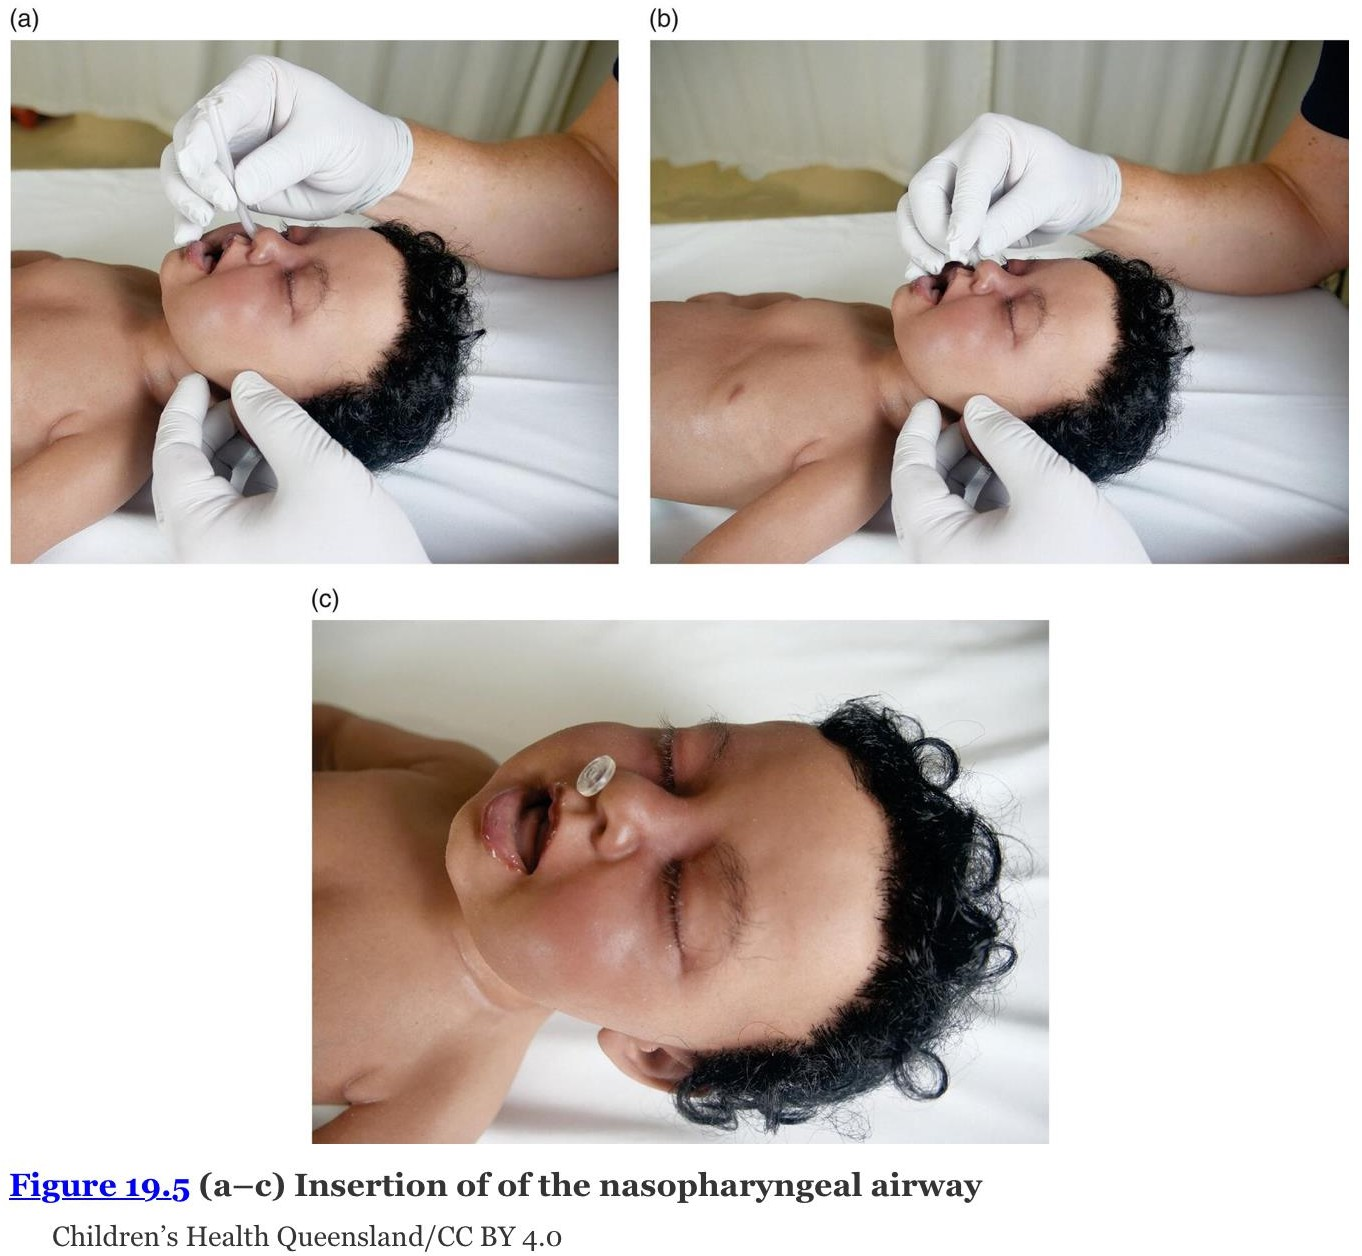 (a)
(b)
(c)
Figure 19.5 (a–c) Insertion of of the nasopharyngeal airway
Children’s Health Queensland/CC BY 4.0